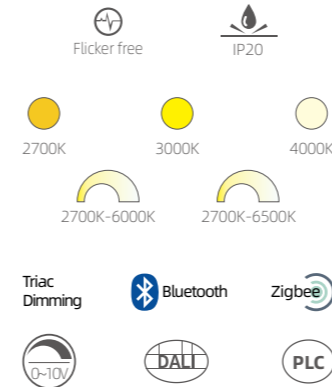 Flicker free
IP20
2700K
3000K
4000K
2700K-6000K
2700K-6500K
Triac
Dimming
Bluetooth
Zigbee
0~10V
DALI
PLC